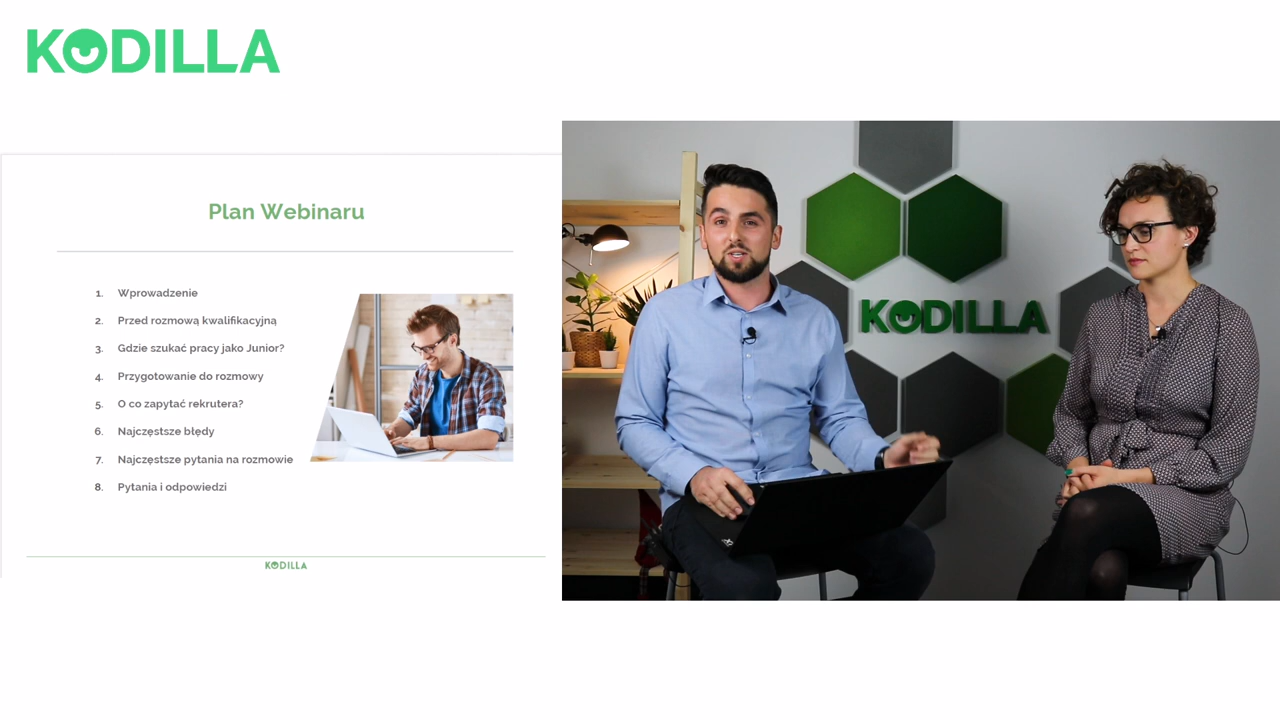 KODILLA
Plan Webinaru
1. Wprowadzenie
2. Przed rozmową kwalifikacyjną
3. Gdzie szukać pracy jako Junior?
4. Przygotowanie do rozmowy
5. O co zapytać rekrutera?
6. Najczęstsze błędy
7. Najczęstsze pytania na rozmowie
8. Pytania i odpowiedzi
KODILLA
KODILLA